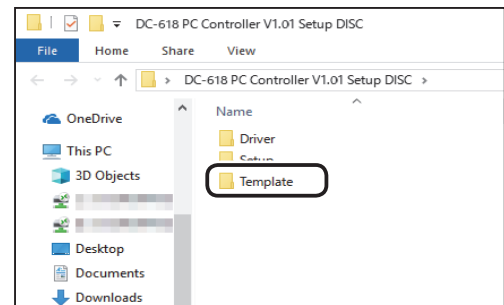 DC-618 PC Controller V1.01 Setup DISC
File Home Share View
DC-618 PC Controller V1.01 Setup DISC
Name
OneDrive
This PC
3D Objects
Desktop
Documents
Downloads
Driver
Setup
Template